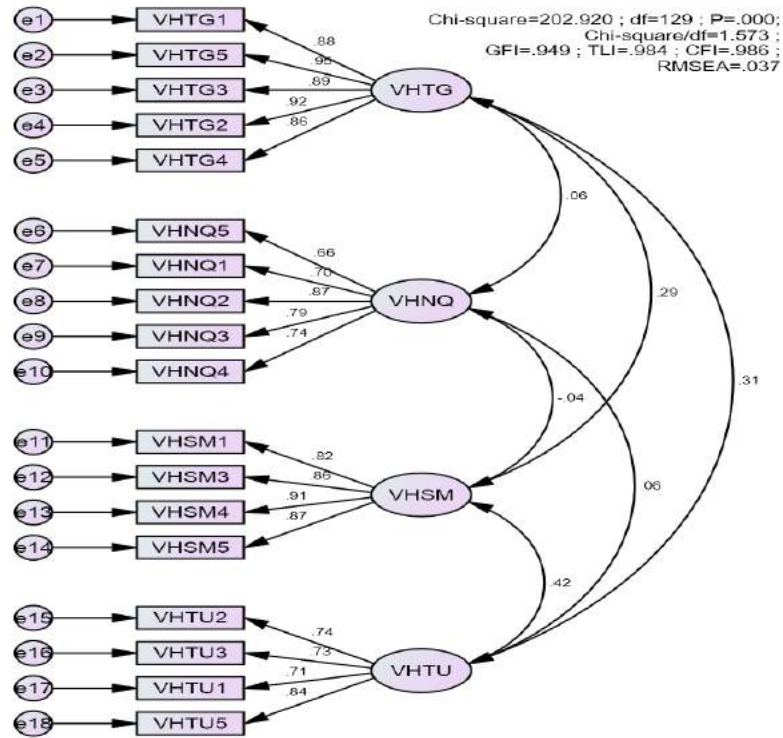 Chi-square=202.920 ; df=129 ; P=.000;
Chi-square/df=1.573 ;
GFI=.949 ; TLI=.984 ; CFI=.986 ;
RMSEA=.037
e1 VHTG1 .88
e2 VHTG5 .95
e3 VHTG3 .89
e4 VHTG2 .92
e5 VHTG4 .86
VHTG
.06
e6 VHNQ5 .66
e7 VHNQ1 .70
e8 VHNQ2 .87
e9 VHNQ3 .79
e10 VHNQ4 .74
VHNQ
.29
.31
-.04
e11 VHSM1 .82
e12 VHSM3 .86
e13 VHSM4 .91
e14 VHSM5 .87
VHSM
.06
.42
e15 VHTU2 .74
e16 VHTU3 .73
e17 VHTU1 .71
e18 VHTU5 .84
VHTU